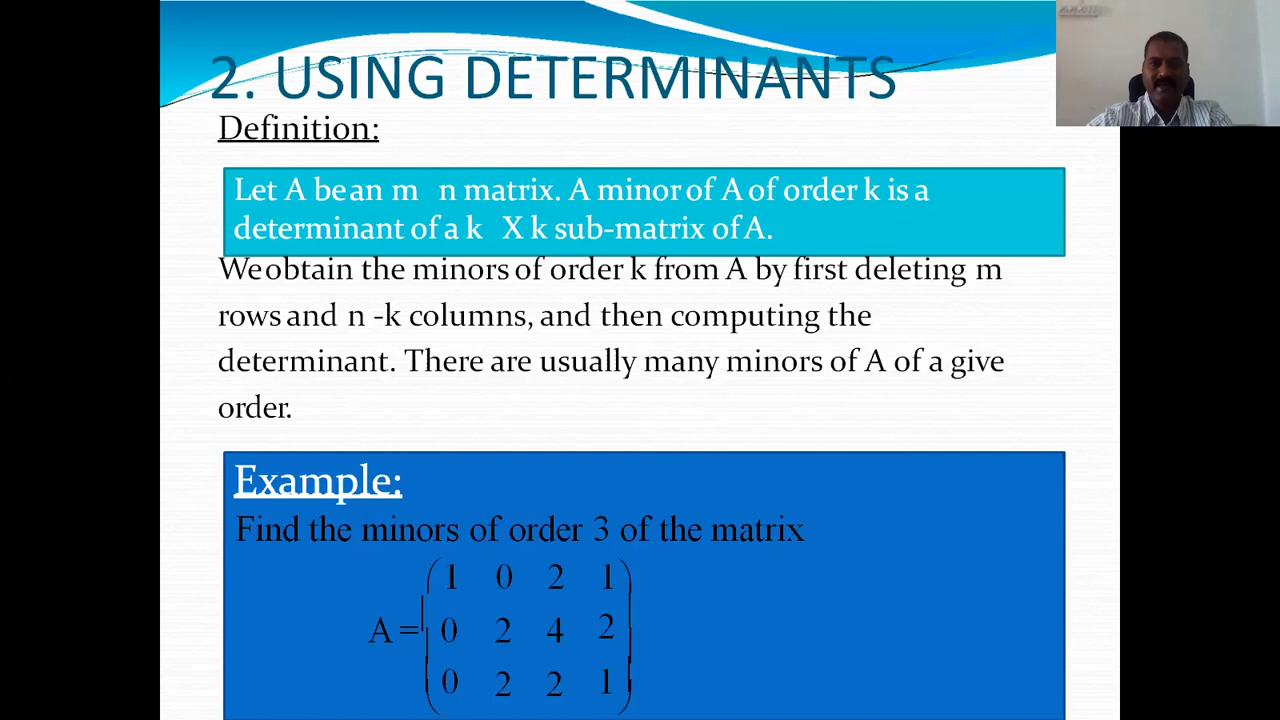 2. USING DETERMINANTS
Definition:
Let A be an m n matrix. A minor of A of order k is a
determinant of a k X k sub-matrix of A.
We obtain the minors of order k from A by first deleting m
rows and n -k columns, and then computing the
determinant. There are usually many minors of A of a give
order.
Example:
Find the minors of order 3 of the matrix
1 0 2 1
A = 0 2 4 2
0 2 2 1